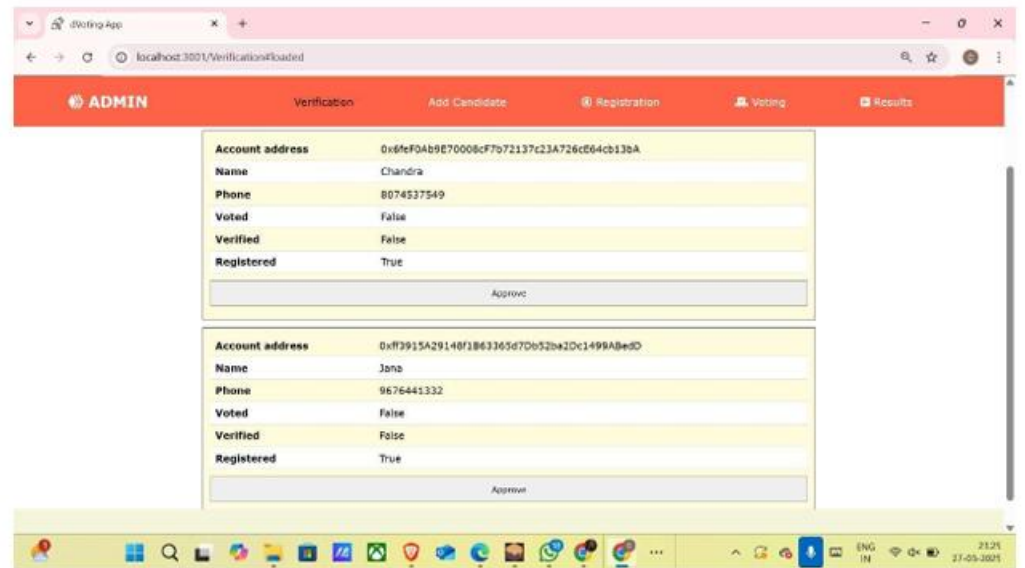 dVoting App
localhost:3001/Verification#loaded
ADMIN Verification Add Candidate Registration Voting Results
Account address 0x6feF0Ab9E70008cF7b72137c23A726cE64cb13bA
Name Chandra
Phone 8074537549
Voted False
Verified False
Registered True
Approve
Account address 0xff3915A29148f1B63365d7Db52ba2Dc1499ABedD
Name Jana
Phone 9676441332
Voted False
Verified False
Registered True
Approve
ENG 21:21
IN 27-05-2025